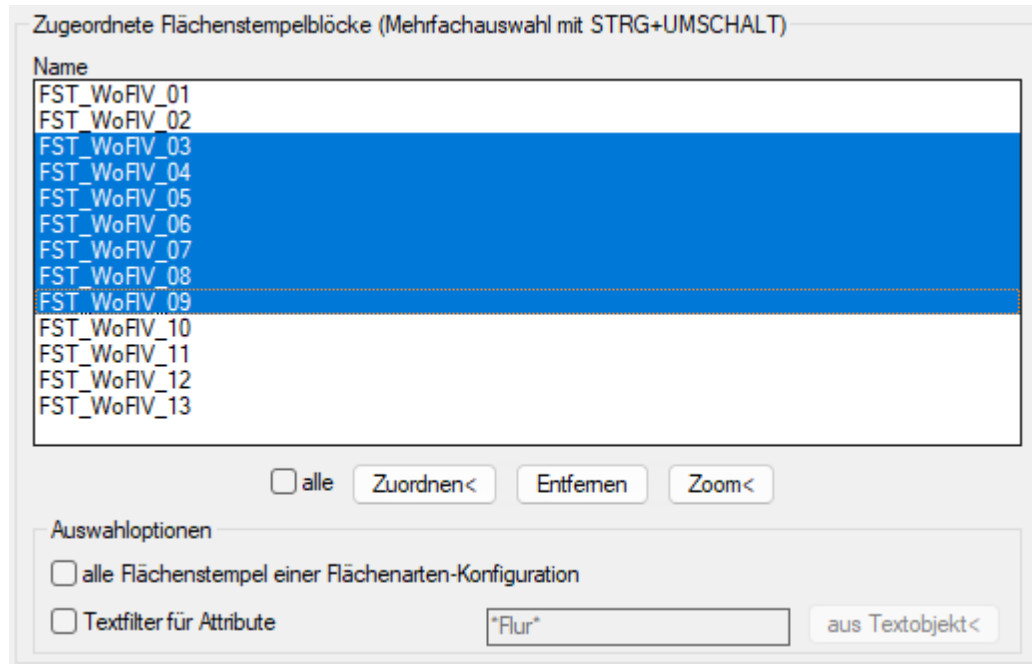 Zugeordnete Flächenstempelblöcke (Mehrfachauswahl mit STRG+UMSCHALT)
Name
FST_WoFlV_01
FST_WoFlV_02
FST_WoFlV_03
FST_WoFlV_04
FST_WoFlV_05
FST_WoFlV_06
FST_WoFlV_07
FST_WoFlV_08
FST_WoFlV_09
FST_WoFlV_10
FST_WoFlV_11
FST_WoFlV_12
FST_WoFlV_13
alle Zuordnen< Entfernen Zoom<
Auswahloptionen
alle Flächenstempel einer Flächenarten-Konfiguration
Textfilter für Attribute *Flur* aus Textobjekt<